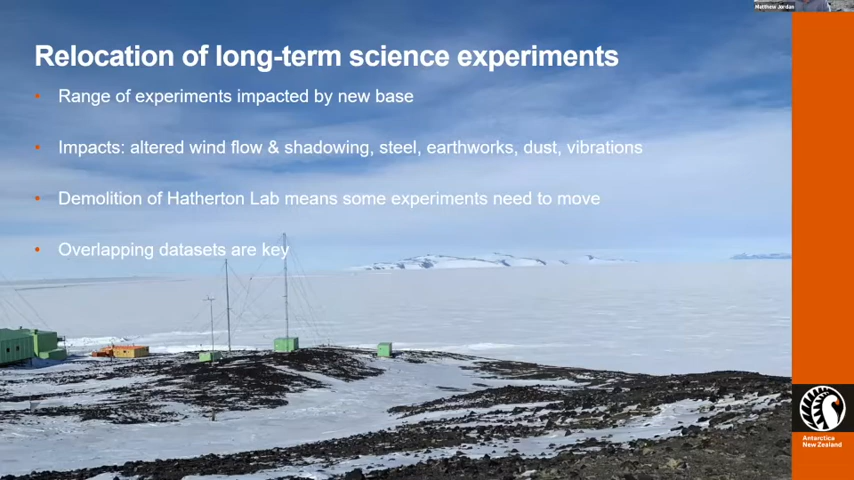 Matthew Jordan
Relocation of long-term science experiments
• Range of experiments impacted by new base
• Impacts: altered wind flow & shadowing, steel, earthworks, dust, vibrations
• Demolition of Hatherton Lab means some experiments need to move
• Overlapping datasets are key
Antarctica
New Zealand